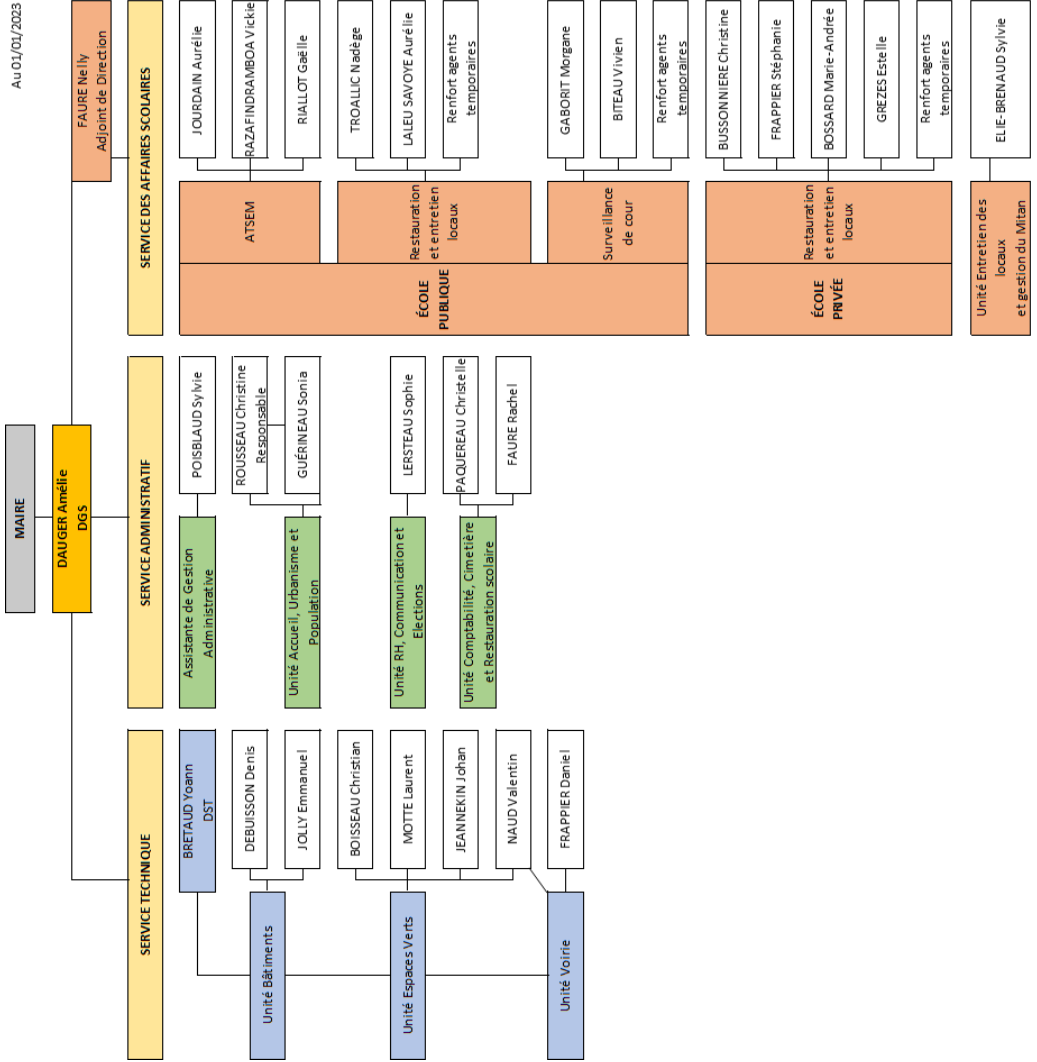 Au 01/01/2023
MAIRE
DAUGER Amélie
DGS
FAURE Nelly
Adjoint de Direction
SERVICE TECHNIQUE
BRETAUD Yoann
DST
Unité Bâtiments
DEBUISSON Denis
JOLLY Emmanuel
Unité Espaces Verts
BOISSEAU Christian
MOTTE Laurent
JEANNEKIN Johan
NAUD Valentin
Unité Voirie
FRAPPIER Daniel
SERVICE ADMINISTRATIF
Assistante de Gestion
Administrative
POISBLAUD Sylvie
Unité Accueil, Urbanisme et
Population
ROUSSEAU Christine
Responsable
GUÉRINEAU Sonia
Unité RH, Communication et
Elections
LERSTEAU Sophie
Unité Comptabilité, Cimetière
et Restauration scolaire
PAQUEREAU Christelle
FAURE Rachel
SERVICE DES AFFAIRES SCOLAIRES
ÉCOLE
PUBLIQUE
ATSEM
JOURDAIN Aurélie
RAZAFINDRAMBOA Vickie
RIALLOT Gaëlle
Restauration
et entretien
locaux
TROALLIC Nadège
LALEU SAVOYE Aurélie
Renfort agents
temporaires
Surveillance
de cour
GABORIT Morgane
BITEAU Vivien
Renfort agents
temporaires
ÉCOLE
PRIVÉE
Restauration
et entretien
locaux
BUSSONNIERE Christine
FRAPPIER Stéphanie
BOSSARD Marie-Andrée
GREZES Estelle
Renfort agents
temporaires
Unité Entretien des
locaux
et gestion du Mitan
ELIE-BRENAUD Sylvie